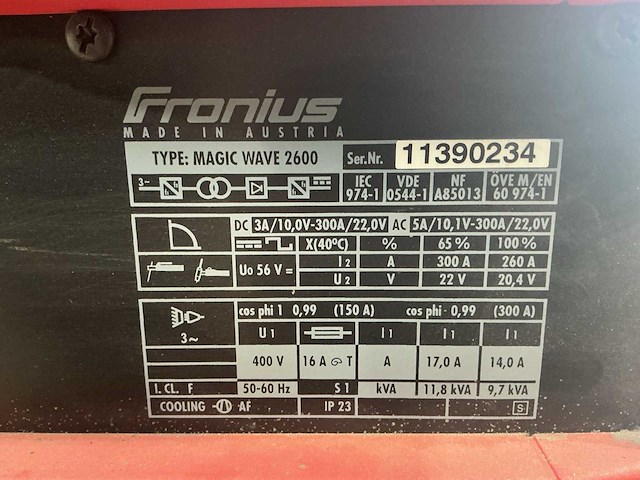 Fronius
MADE IN AUSTRIA
TYPE: MAGIC WAVE 2600 Ser.Nr. 11390234
3~ IEC 974-1 VDE 0544-1 NF A85013 ÖVE M/EN 60 974-1
DC 3A/10,0V-300A/22,0V AC 5A/10,1V-300A/22,0V
X(40°C) % 65 % 100 %
U0 56 V = I2 A 300 A 260 A
U2 V 22 V 20,4 V
cos phi 1 0,99 (150 A) cos phi - 0,99 (300 A)
3~ U1 I1 I1 I1
400 V 16 A T A 17,0 A 14,0 A
I. CL. F 50-60 Hz S1 kVA 11,8 kVA 9,7 kVA
COOLING AF IP 23 S